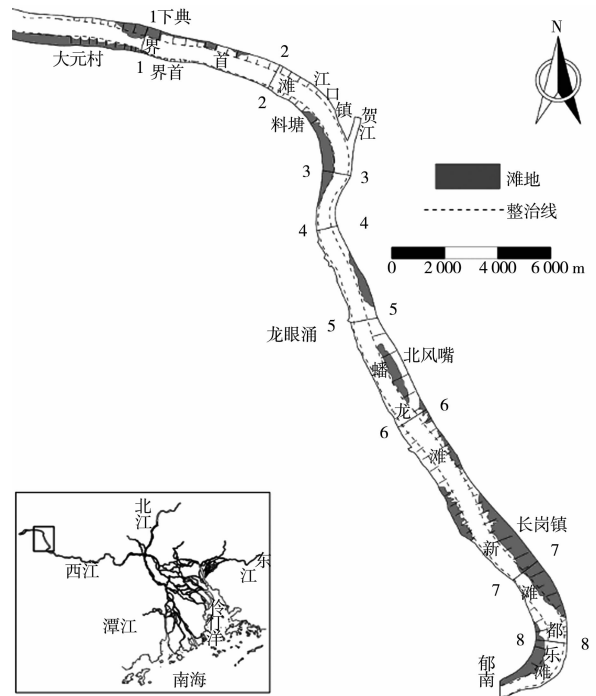 1下典
界
首
滩
2
江
口
镇
贺
江
大元村
1
界首
2
料塘
3
3
4
4
5
5
龙眼涌
北风嘴
蟠
龙
滩
6
6
长岗镇
新
滩
7
7
都
乐
滩
8
8
郁
南
N
滩地
整治线
0 2 000 4 000 6 000 m
北
江
西江
东
江
潭江
伶仃洋
南海